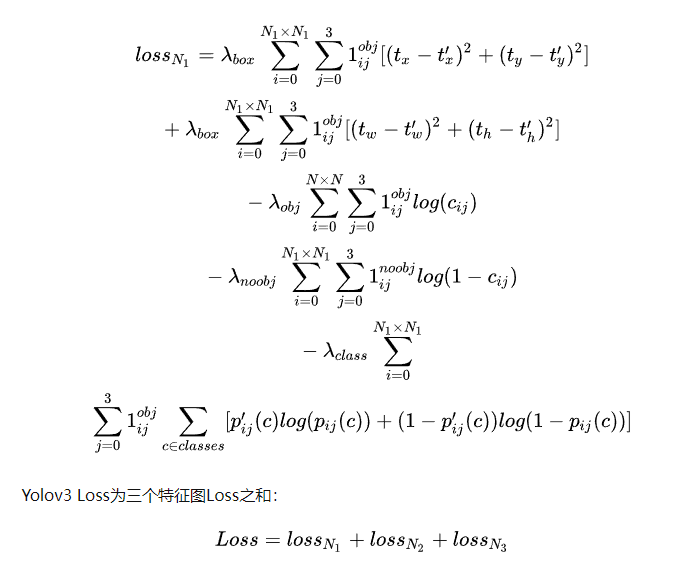 $loss_{N_1} = \lambda_{box} \sum_{i=0}^{N_1 \times N_1} \sum_{j=0}^{3} 1_{ij}^{obj} [(t_x - t'_x)^2 + (t_y - t'_y)^2]$
$+ \lambda_{box} \sum_{i=0}^{N_1 \times N_1} \sum_{j=0}^{3} 1_{ij}^{obj} [(t_w - t'_w)^2 + (t_h - t'_h)^2]$
$- \lambda_{obj} \sum_{i=0}^{N \times N} \sum_{j=0}^{3} 1_{ij}^{obj} log(c_{ij})$
$- \lambda_{noobj} \sum_{i=0}^{N_1 \times N_1} \sum_{j=0}^{3} 1_{ij}^{noobj} log(1 - c_{ij})$
$- \lambda_{class} \sum_{i=0}^{N_1 \times N_1}$
$\sum_{j=0}^{3} 1_{ij}^{obj} \sum_{c \in classes} [p'_{ij}(c) log(p_{ij}(c)) + (1 - p'_{ij}(c)) log(1 - p_{ij}(c))]$
Yolov3 Loss为三个特征图Loss之和：
$Loss = loss_{N_1} + loss_{N_2} + loss_{N_3}$